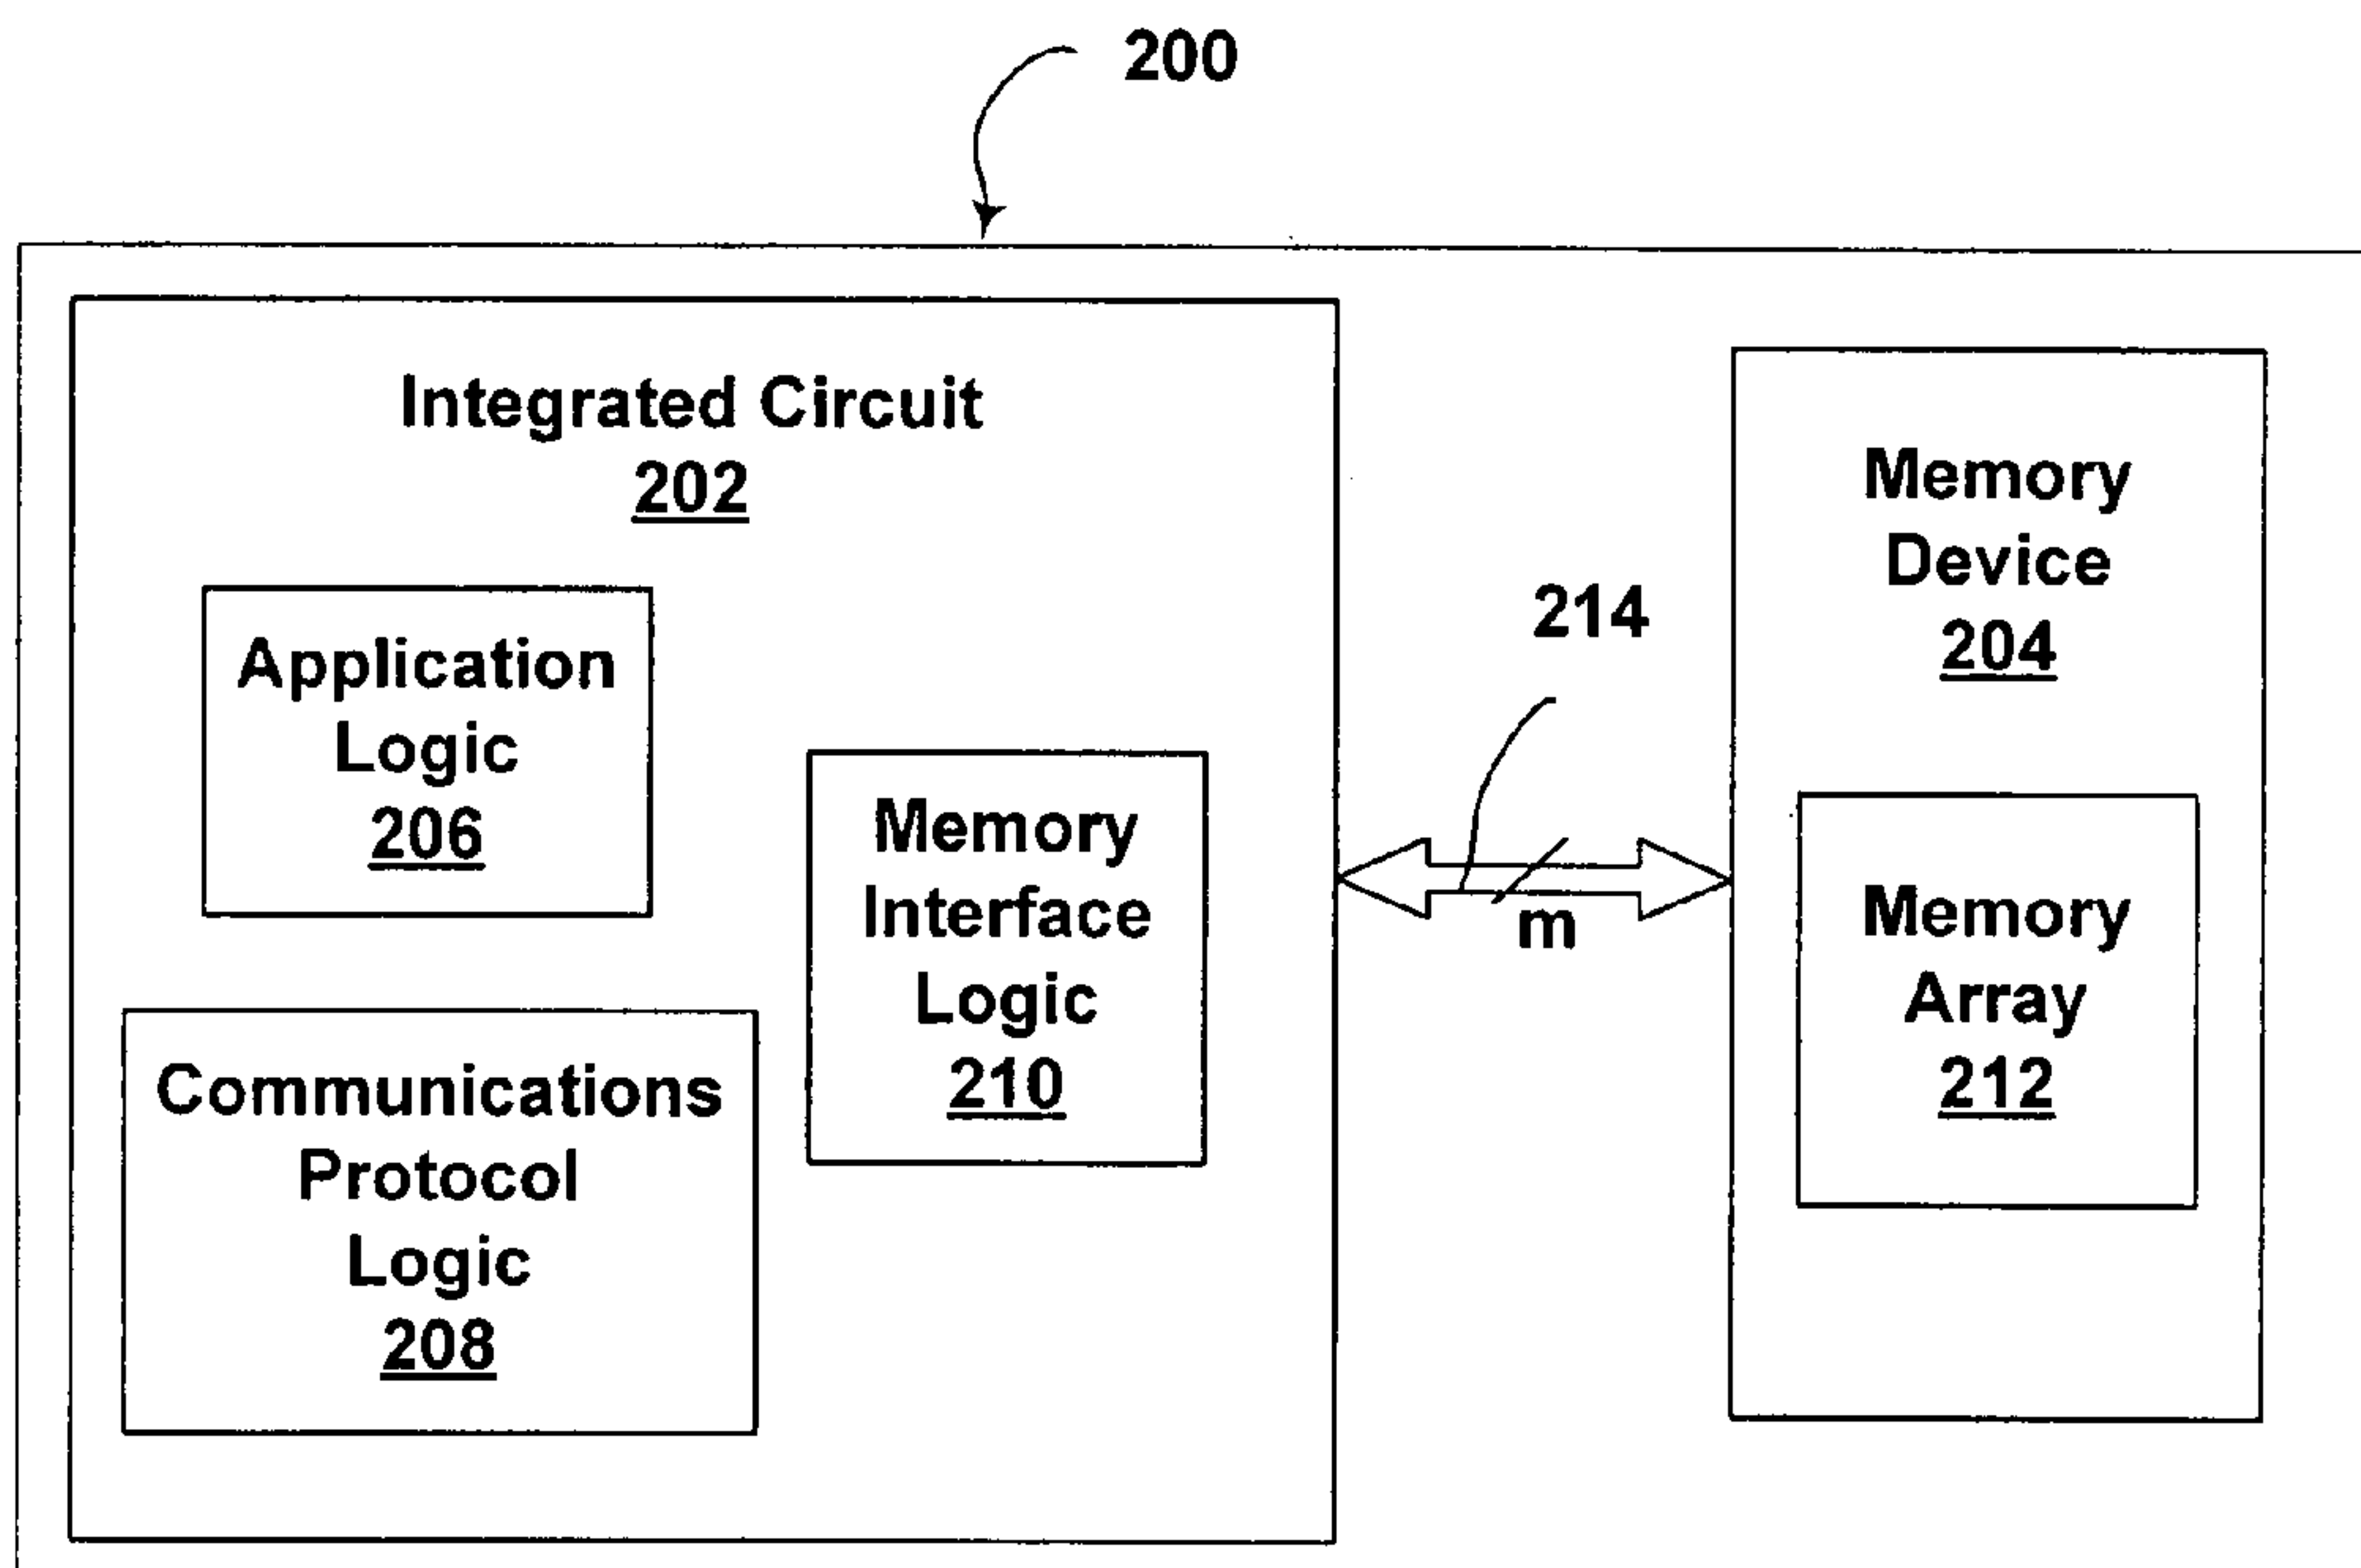 200
Integrated Circuit
202
Application
Logic
206
Communications
Protocol
Logic
208
Memory
Interface
Logic
210
214
m
Memory
Device
204
Memory
Array
212